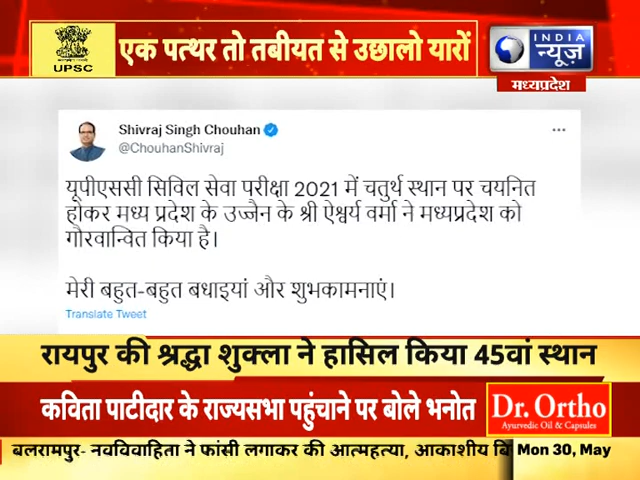 UPSC
एक पत्थर तो तबीयत से उछालो यारों
INDIA
न्यूज़
मध्यप्रदेश
Shivraj Singh Chouhan
@ChouhanShivraj
यूपीएससी सिविल सेवा परीक्षा 2021 में चतुर्थ स्थान पर चयनित
होकर मध्य प्रदेश के उज्जैन के श्री ऐश्वर्य वर्मा ने मध्यप्रदेश को
गौरवान्वित किया है।
मेरी बहुत-बहुत बधाइयां और शुभकामनाएं।
Translate Tweet
रायपुर की श्रद्धा शुक्ला ने हासिल किया 45वां स्थान
कविता पाटीदार के राज्यसभा पहुंचाने पर बोले भनोत
Dr. Ortho
Ayurvedic Oil & Capsules
बलरामपुर- नवविवाहिता ने फांसी लगाकर की आत्महत्या, आकाशीय बि
Mon 30, May